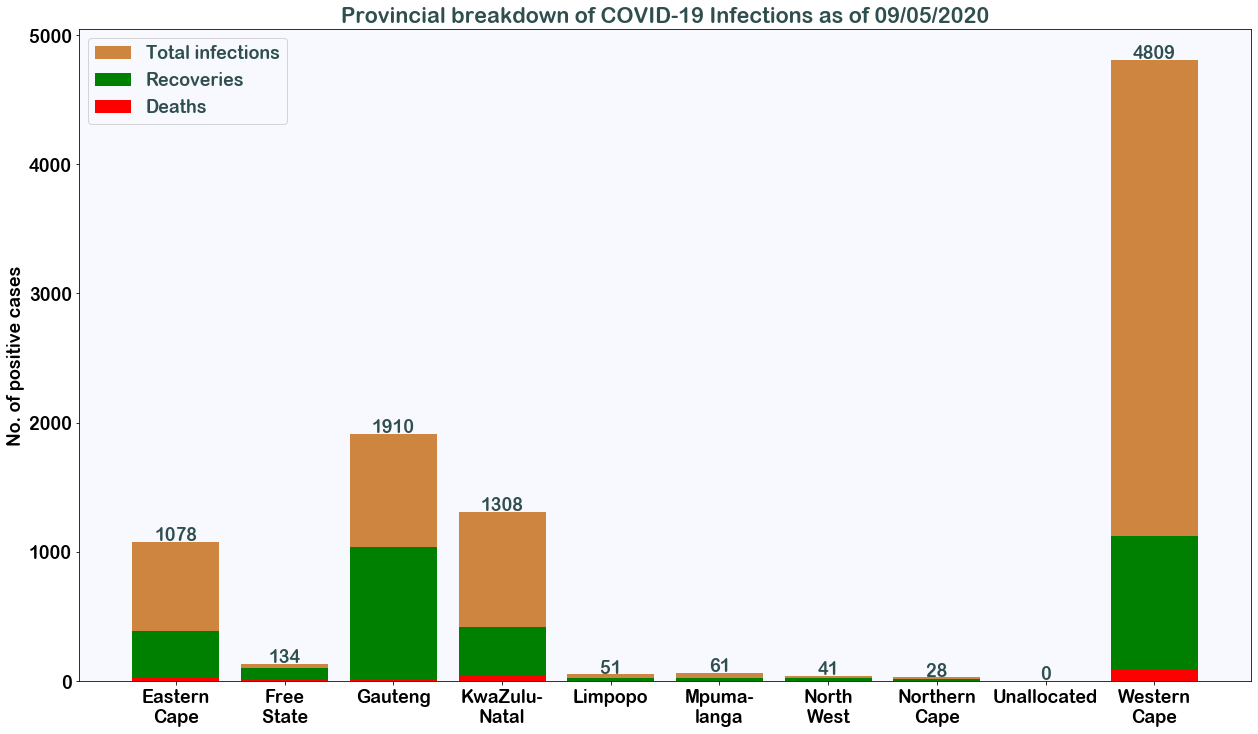 Provincial breakdown of COVID-19 Infections as of 09/05/2020
Total infections
Recoveries
Deaths
No. of positive cases
5000
4000
3000
2000
1000
0
1078
134
1910
1308
51
61
41
28
0
4809
Eastern
Cape
Free
State
Gauteng
KwaZulu-
Natal
Limpopo
Mpuma-
langa
North
West
Northern
Cape
Unallocated
Western
Cape